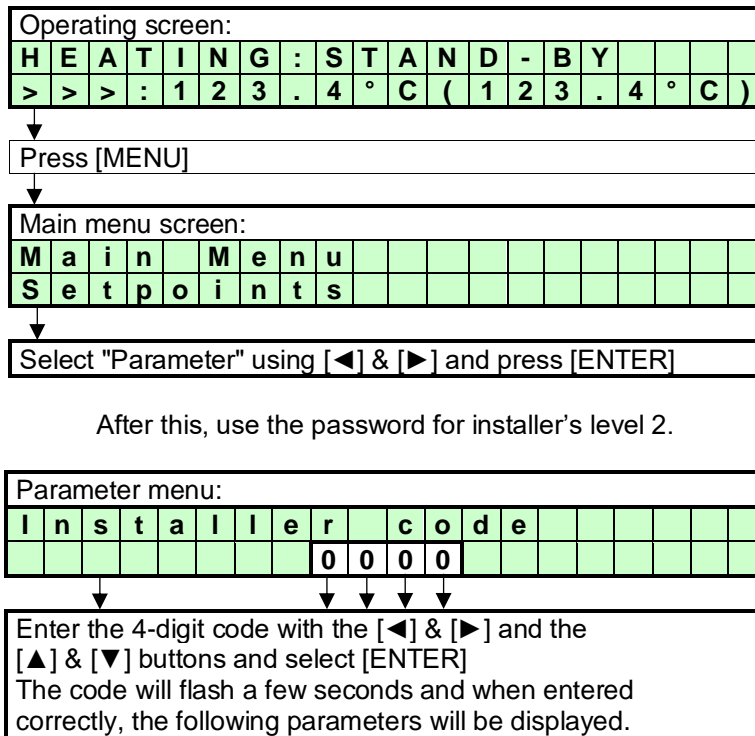 Operating screen:
HEATING:STAND-BY
>>>:123.4°C(123.4°C)
Press [MENU]
Main menu screen:
Main Menu
Setpoints
Select "Parameter" using [◄] & [►] and press [ENTER]
After this, use the password for installer’s level 2.
Parameter menu:
Installer code
0000
Enter the 4-digit code with the [◄] & [►] and the
[▲] & [▼] buttons and select [ENTER]
The code will flash a few seconds and when entered
correctly, the following parameters will be displayed.